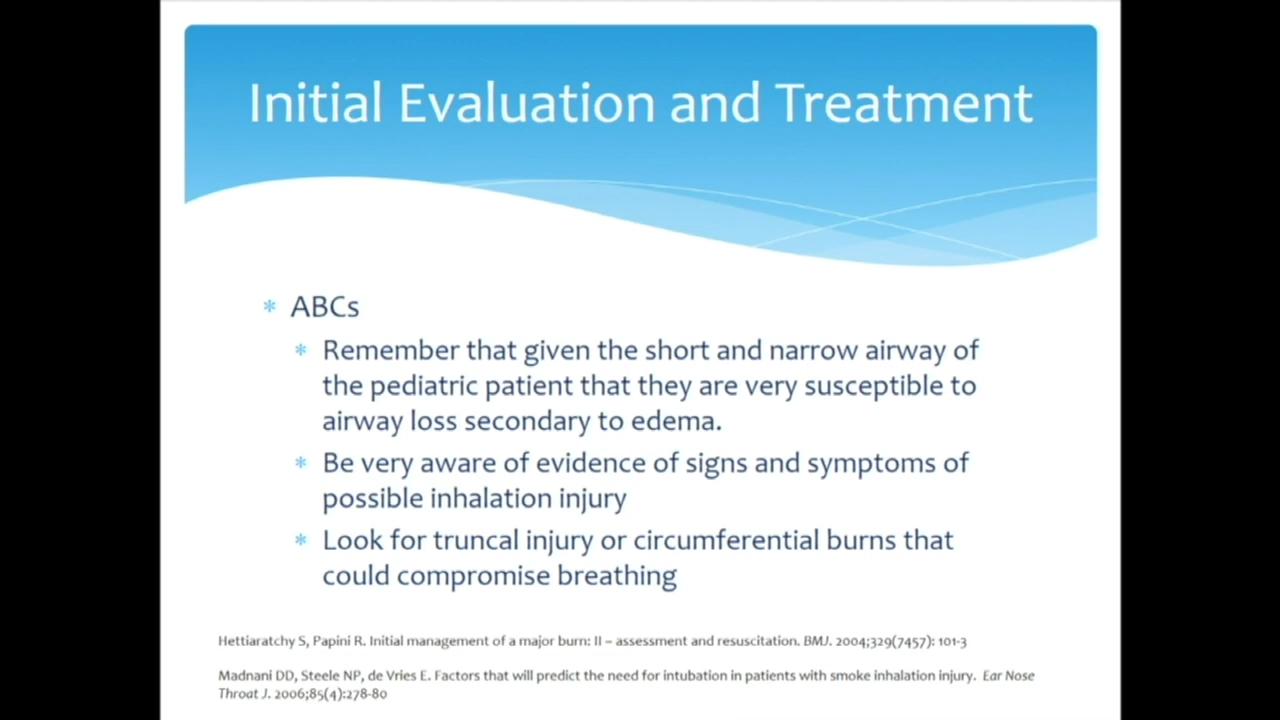 Initial Evaluation and Treatment
* ABCs
* Remember that given the short and narrow airway of
the pediatric patient that they are very susceptible to
airway loss secondary to edema.
* Be very aware of evidence of signs and symptoms of
possible inhalation injury
* Look for truncal injury or circumferential burns that
could compromise breathing
Hettiaratchy S, Papini R. Initial management of a major burn: II – assessment and resuscitation. BMJ. 2004;329(7457): 101-3
Madnani DD, Steele NP, de Vries E. Factors that will predict the need for intubation in patients with smoke inhalation injury. Ear Nose
Throat J. 2006;85(4):278-80